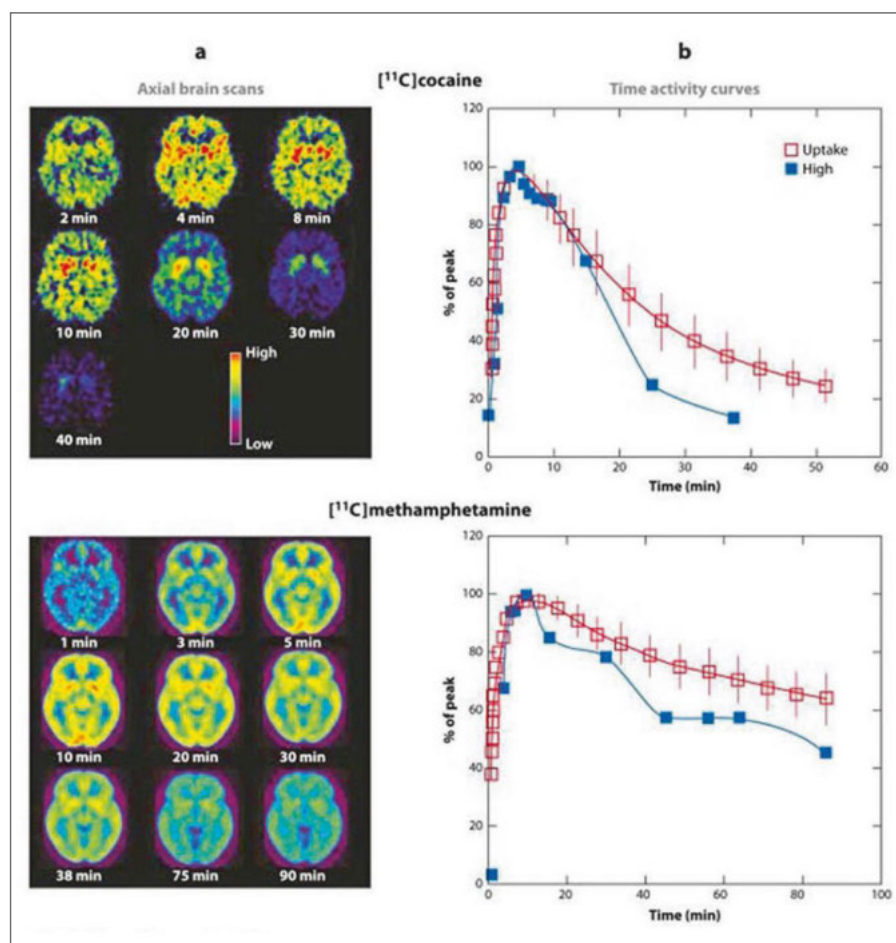 a
b
[¹¹C]cocaine
Axial brain scans
Time activity curves
2 min
4 min
8 min
10 min
20 min
30 min
40 min
High
Low
120
100
80
60
40
20
0
% of peak
Uptake
High
0
10
20
30
40
50
60
Time (min)
[¹¹C]methamphetamine
1 min
3 min
5 min
10 min
20 min
30 min
38 min
75 min
90 min
120
100
80
60
40
20
0
% of peak
0
20
40
60
80
100
Time (min)